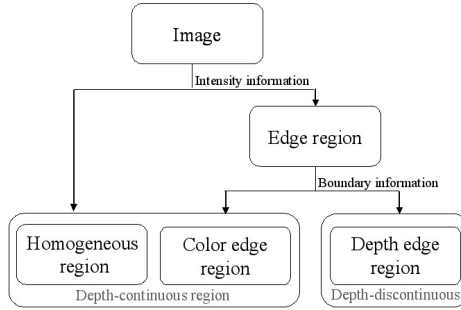 Image
Intensity information
Edge region
Boundary information
Homogeneous
region
Color edge
region
Depth edge
region
Depth-continuous region
Depth-discontinuous